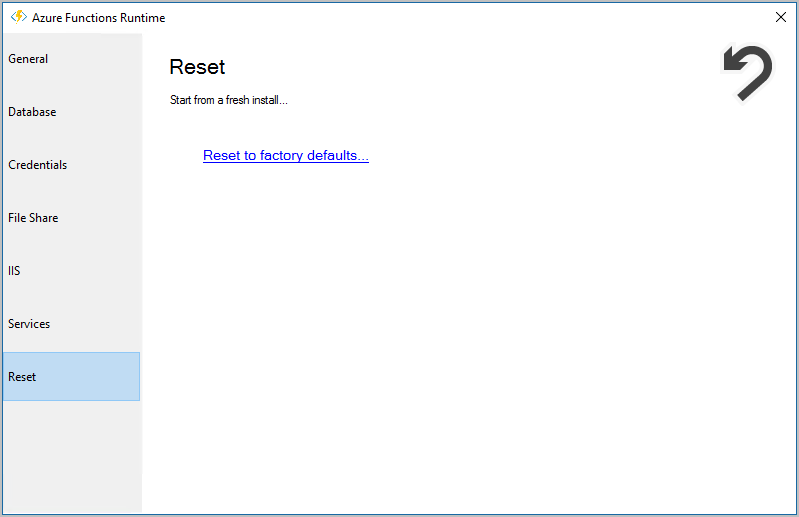 Azure Functions Runtime
General
Database
Credentials
File Share
IIS
Services
Reset
Reset
Start from a fresh install...
Reset to factory defaults...